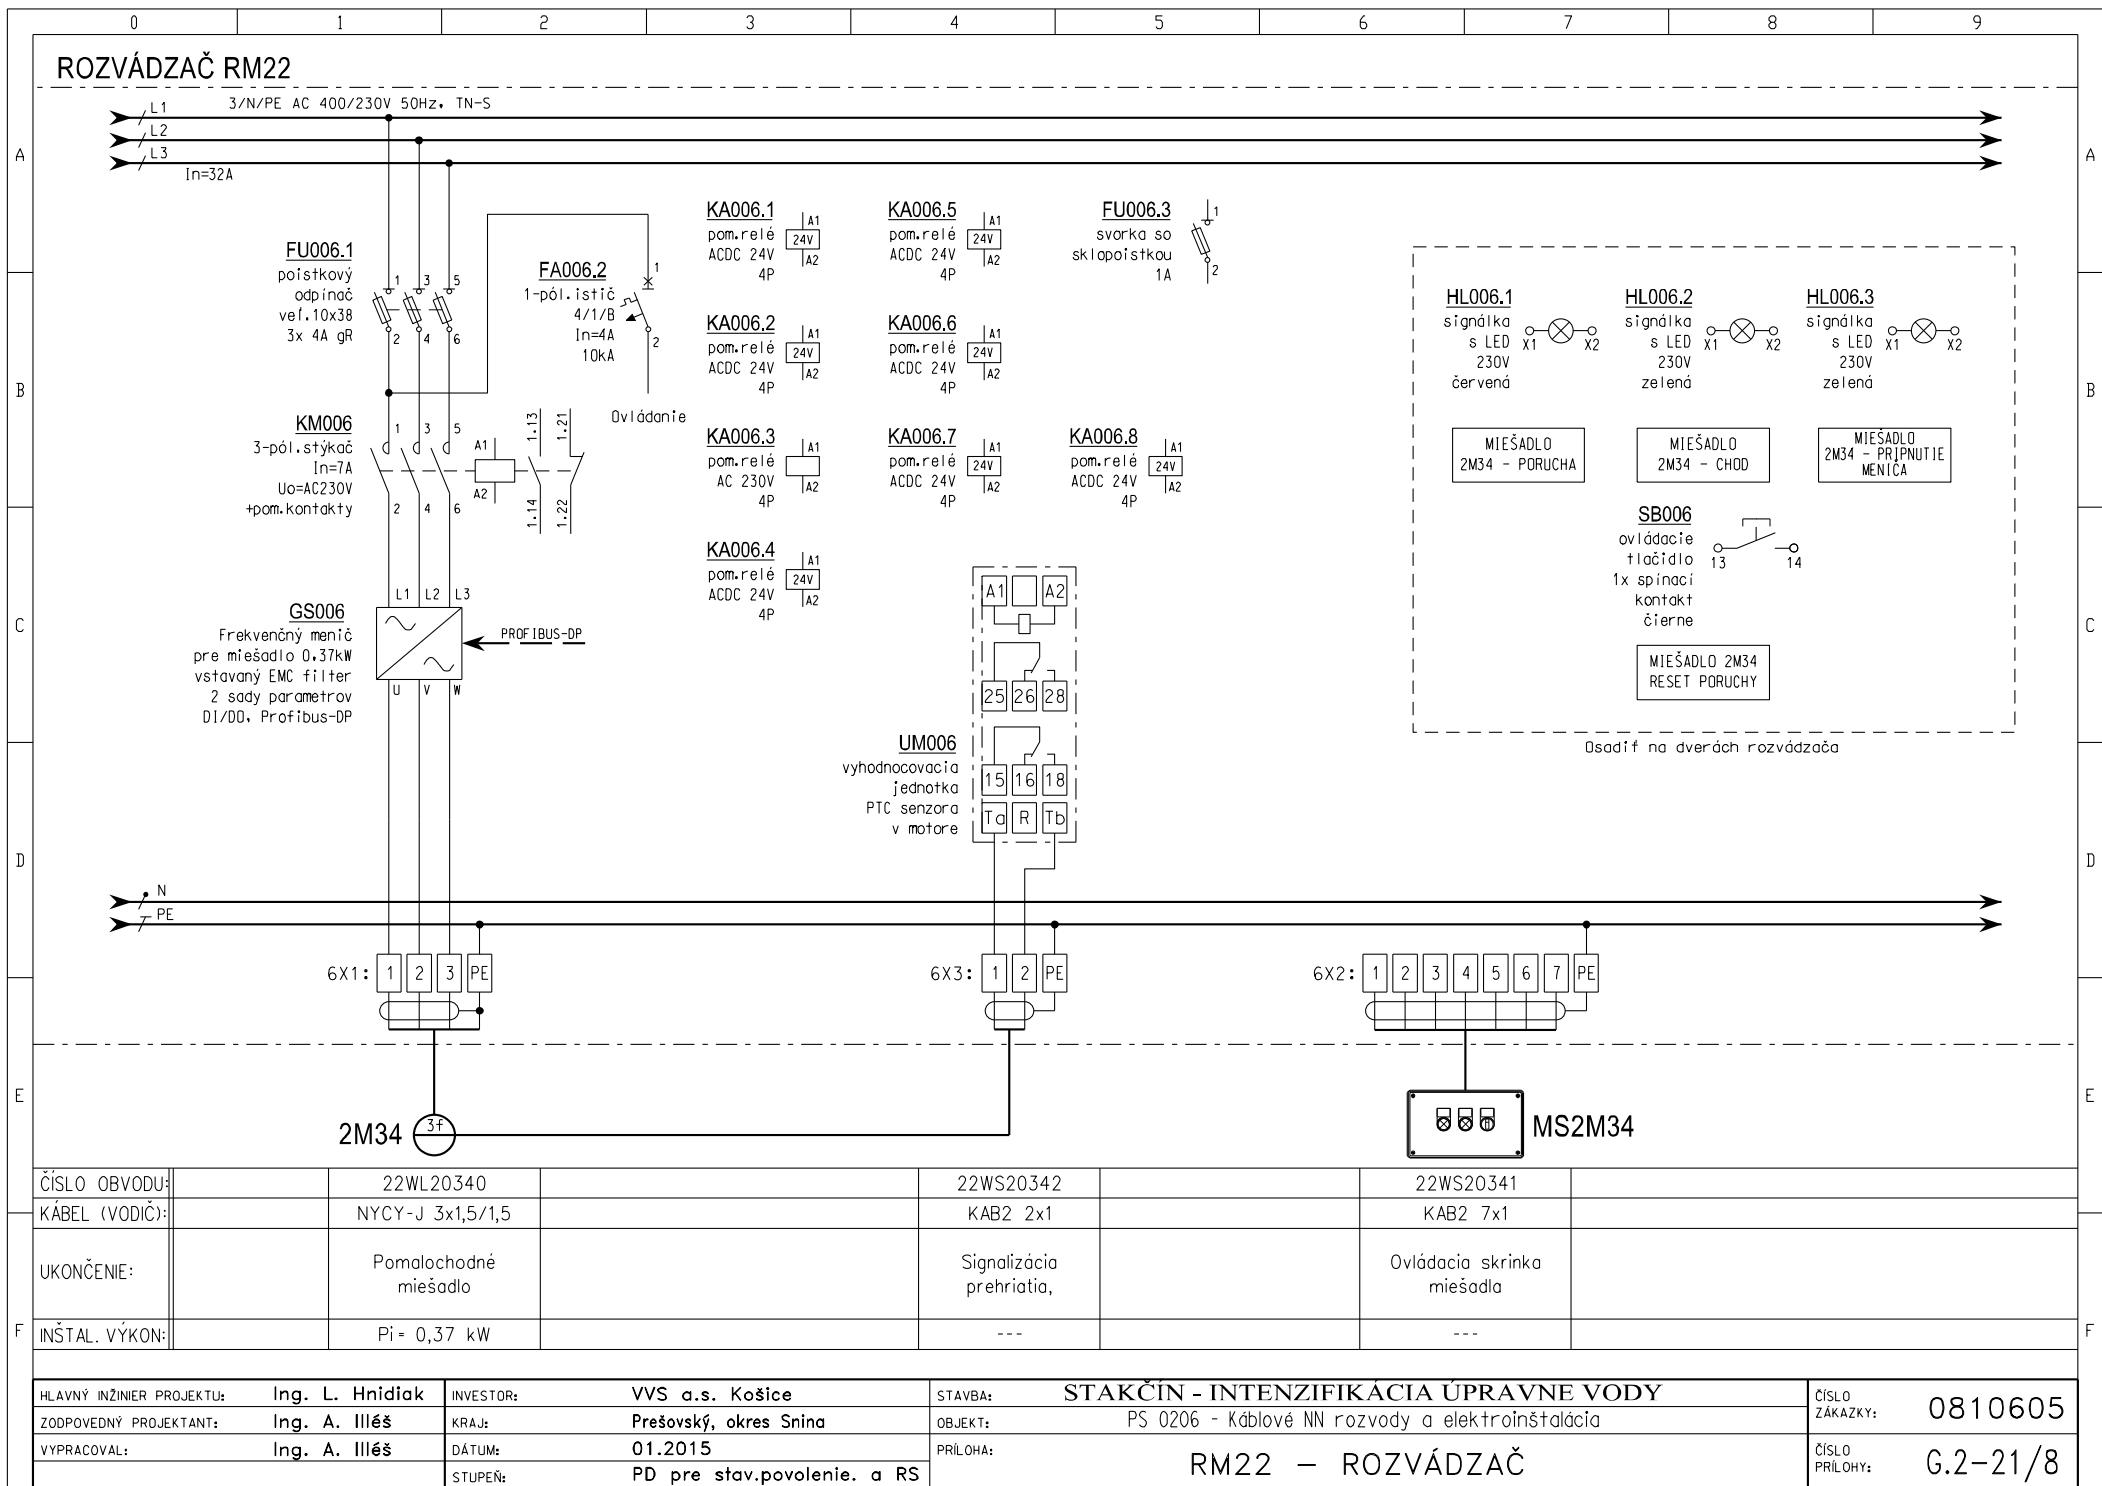 0 1 2 3 4 5 6 7 8 9
ROZVÁDZAČ RM22
L1 3/N/PE AC 400/230V 50Hz, TN-S
L2
L3
In=32A
A A
B B
C C
D D
E E
F F
FU006.1
poistkový
odpínač
veľ.10x38
3x 4A gR
1 3 5
2 4 6
FA006.2
1-pól.istič
4/1/B
In=4A
10kA
1
2
Ovládanie
KM006
3-pól.stýkač
In=7A
Uo=AC230V
+pom.kontakty
1 3 5
2 4 6
A1
A2
1.13 1.21
1.14 1.22
GS006
Frekvenčný menič
pre miešadlo 0,37kW
vstavaný EMC filter
2 sady parametrov
DI/DO, Profibus-DP
L1 L2 L3
U V W
PROFIBUS-DP
KA006.1
pom.relé
ACDC 24V
4P
A1
24V
A2
KA006.2
pom.relé
ACDC 24V
4P
A1
24V
A2
KA006.3
pom.relé
AC 230V
4P
A1
A2
KA006.4
pom.relé
ACDC 24V
4P
A1
24V
A2
KA006.5
pom.relé
ACDC 24V
4P
A1
24V
A2
KA006.6
pom.relé
ACDC 24V
4P
A1
24V
A2
KA006.7
pom.relé
ACDC 24V
4P
A1
24V
A2
KA006.8
pom.relé
ACDC 24V
4P
A1
24V
A2
FU006.3
svorka so
sklopoistkou
1A
1
2
UM006
vyhodnocovacia
jednotka
PTC senzora
v motore
A1 A2
25 26 28
15 16 18
Ta R Tb
HL006.1
signálka
s LED
230V
červená
X1 X2
HL006.2
signálka
s LED
230V
zelená
X1 X2
HL006.3
signálka
s LED
230V
zelená
X1 X2
MIEŠADLO
2M34 - PORUCHA
MIEŠADLO
2M34 - CHOD
MIEŠADLO
2M34 - PRIPNUTIE
MENIČA
SB006
ovládacie
tlačidlo
1x spínací
kontakt
čierne
13 14
MIEŠADLO 2M34
RESET PORUCHY
Osadiť na dverách rozvádzača
N
PE
6X1: 1 2 3 PE
6X3: 1 2 PE
6X2: 1 2 3 4 5 6 7 PE
2M34 3f
MS2M34
ČÍSLO OBVODU: 22WL20340 22WS20342 22WS20341
KÁBEL (VODIČ): NYCY-J 3x1,5/1,5 KAB2 2x1 KAB2 7x1
UKONČENIE:
Pomalochodné
miešadlo
Signalizácia
prehriatia,
Ovládacia skrinka
miešadla
INŠTAL. VÝKON: Pi= 0,37 kW --- ---
HLAVNÝ INŽINIER PROJEKTU: Ing. L. Hnidiak
ZODPOVEDNÝ PROJEKTANT: Ing. A. Illéš
VYPRACOVAL: Ing. A. Illéš
INVESTOR: VVS a.s. Košice
KRAJ: Prešovský, okres Snina
DÁTUM: 01.2015
STUPEŇ: PD pre stav.povolenie. a RS
STAVBA: STAKČÍN - INTENZIFIKÁCIA ÚPRAVNE VODY
OBJEKT: PS 0206 - Káblové NN rozvody a elektroinštalácia
PRÍLOHA: RM22 – ROZVÁDZAČ
ČÍSLO
ZÁKAZKY: 0810605
ČÍSLO
PRÍLOHY: G.2-21/8